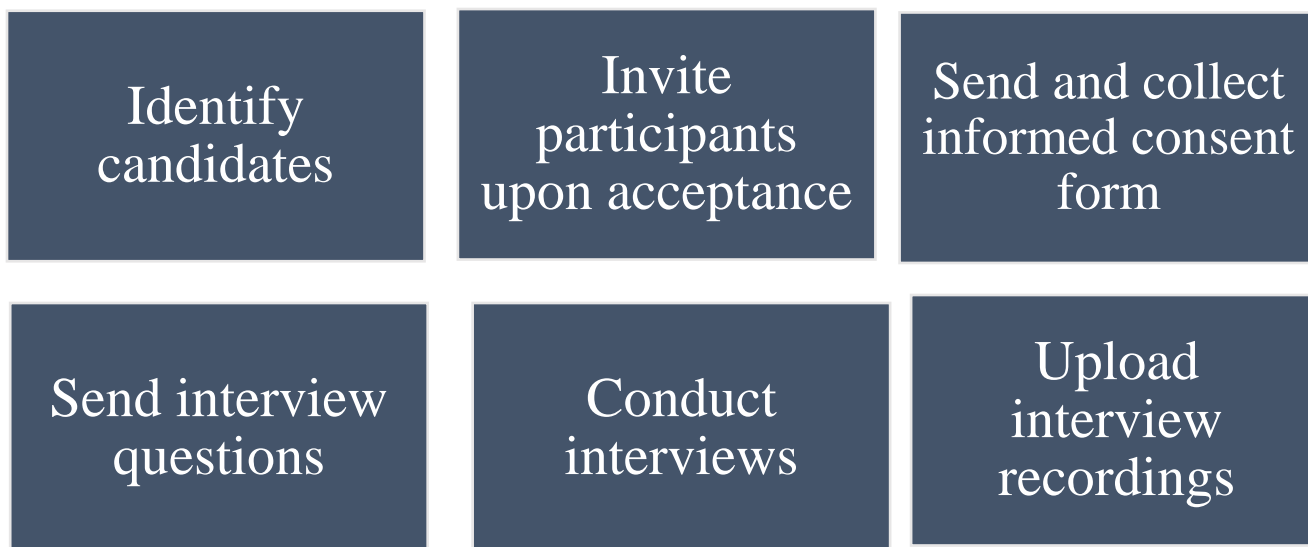 Identify
candidates
Invite
participants
upon acceptance
Send and collect
informed consent
form
Send interview
questions
Conduct
interviews
Upload
interview
recordings